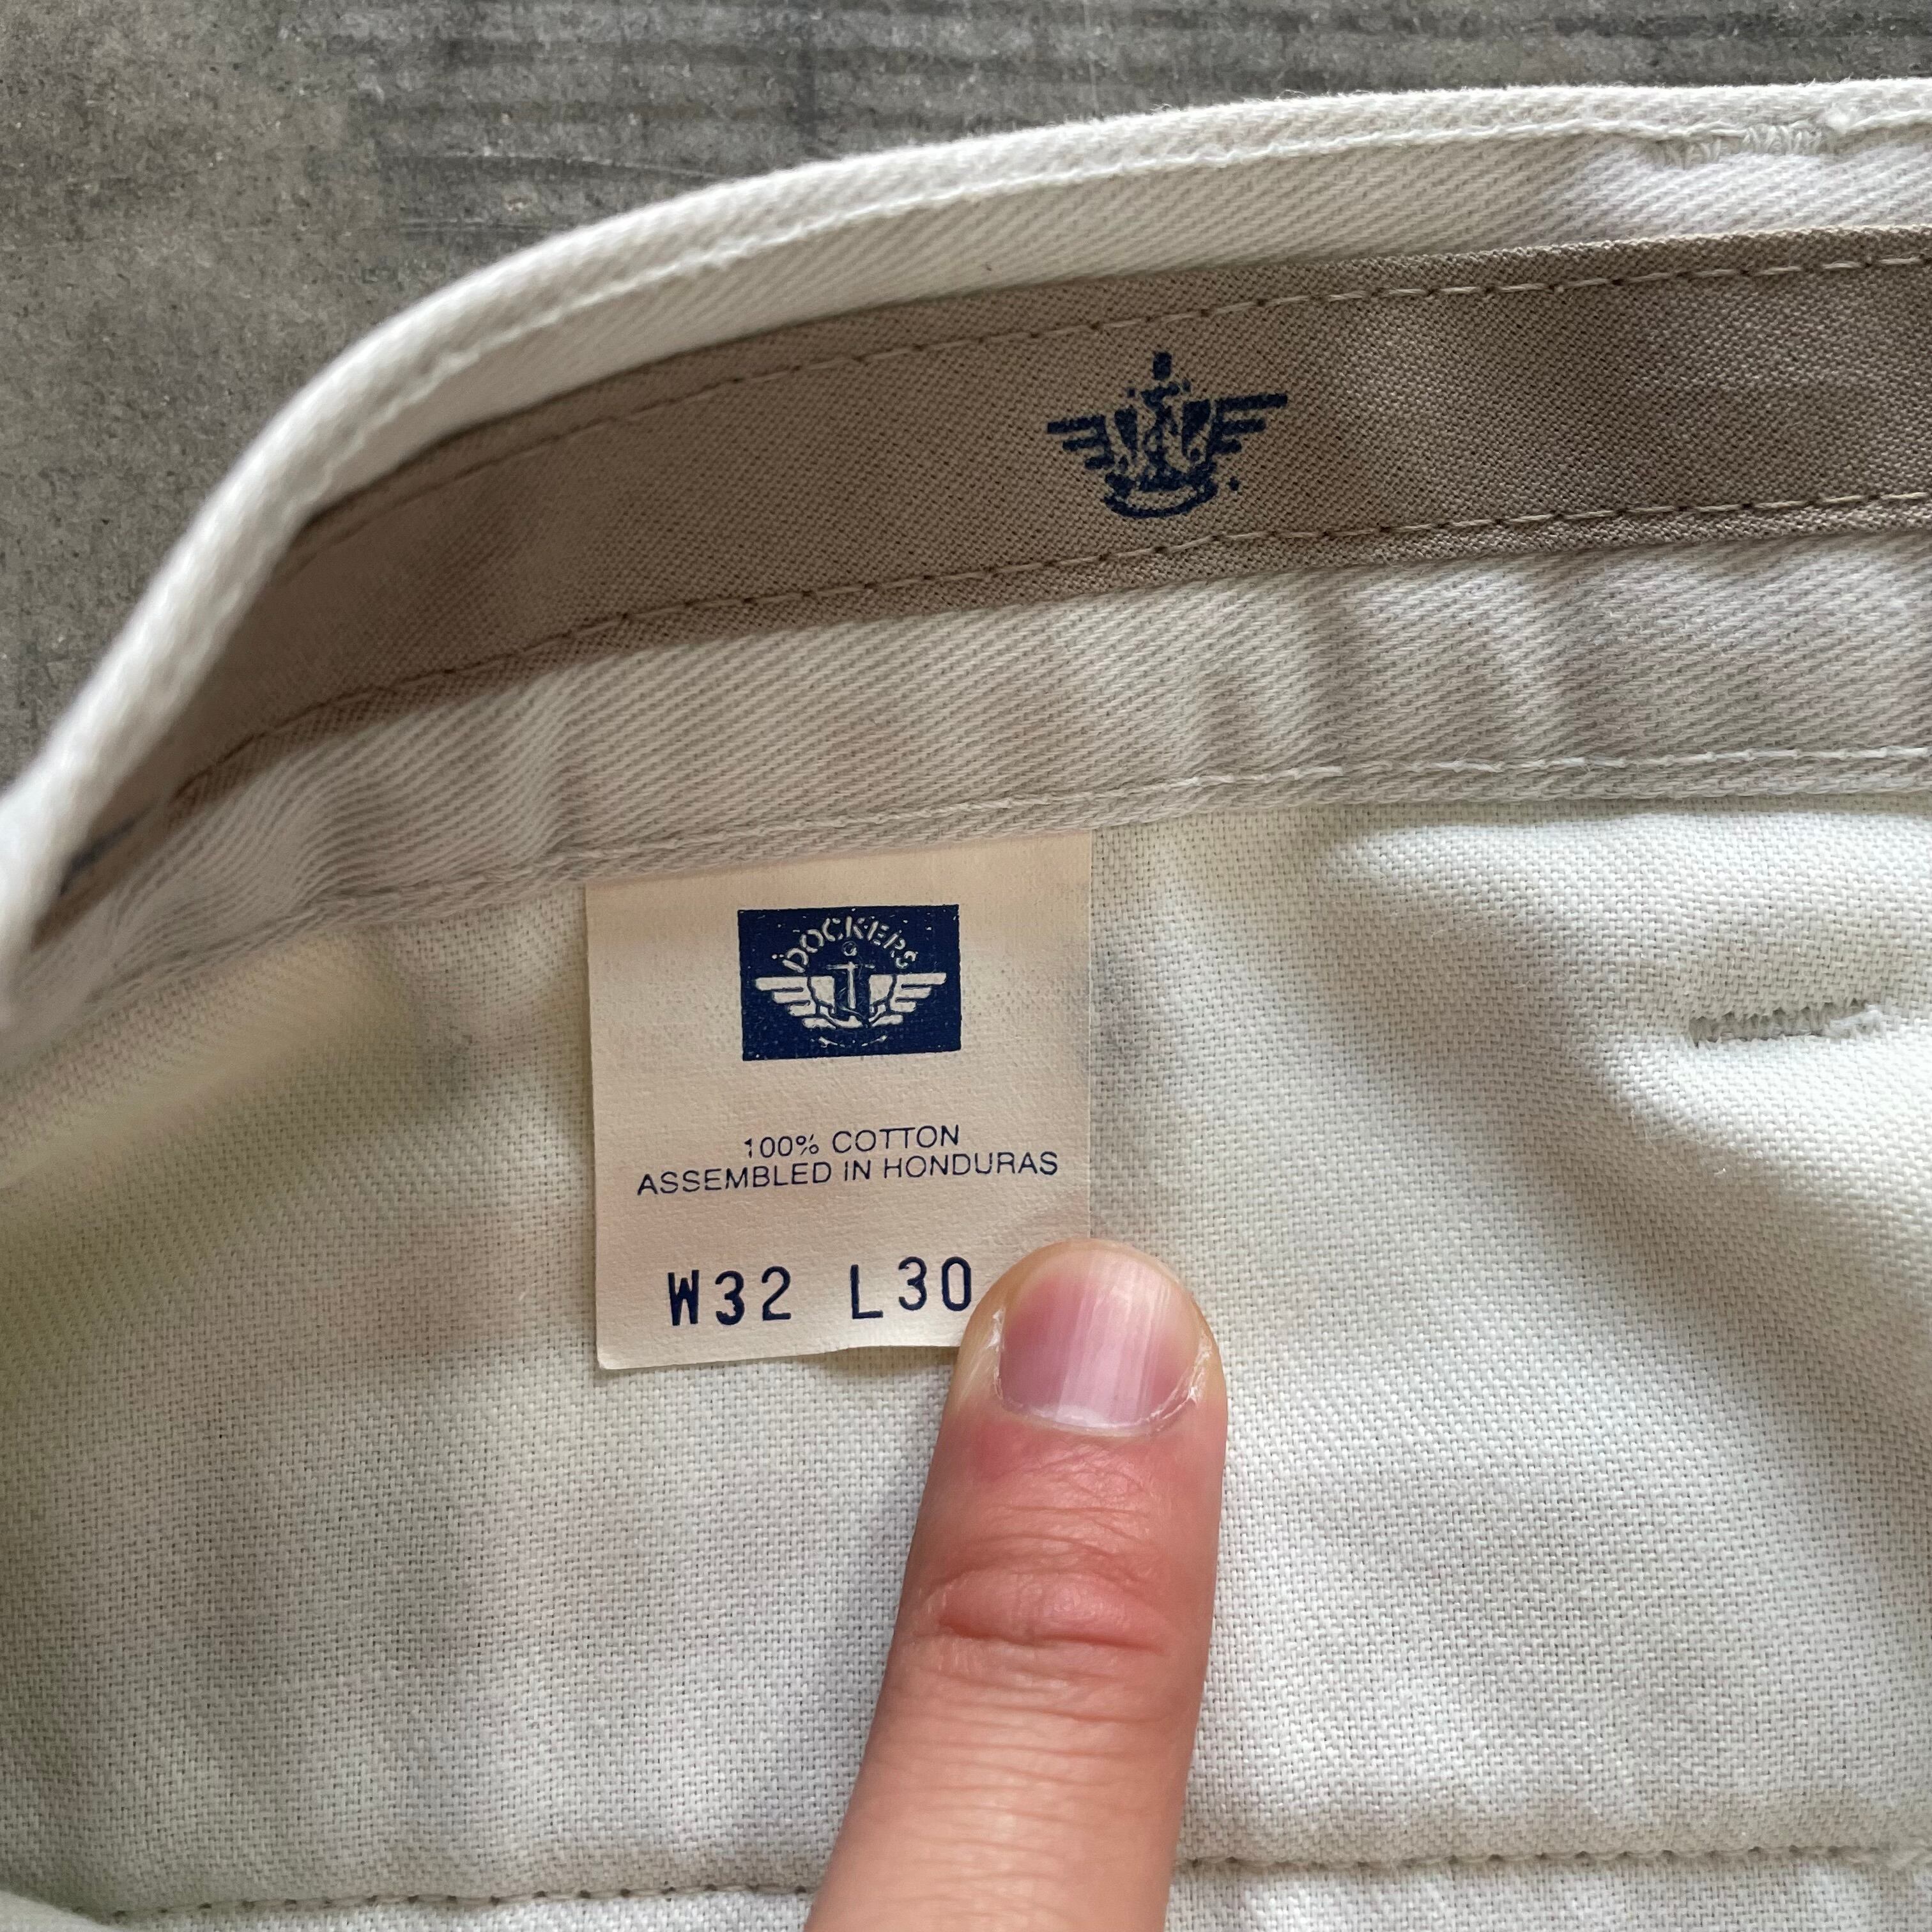 DOCKERS
100% COTTON
ASSEMBLED IN HONDURAS
W32 L30